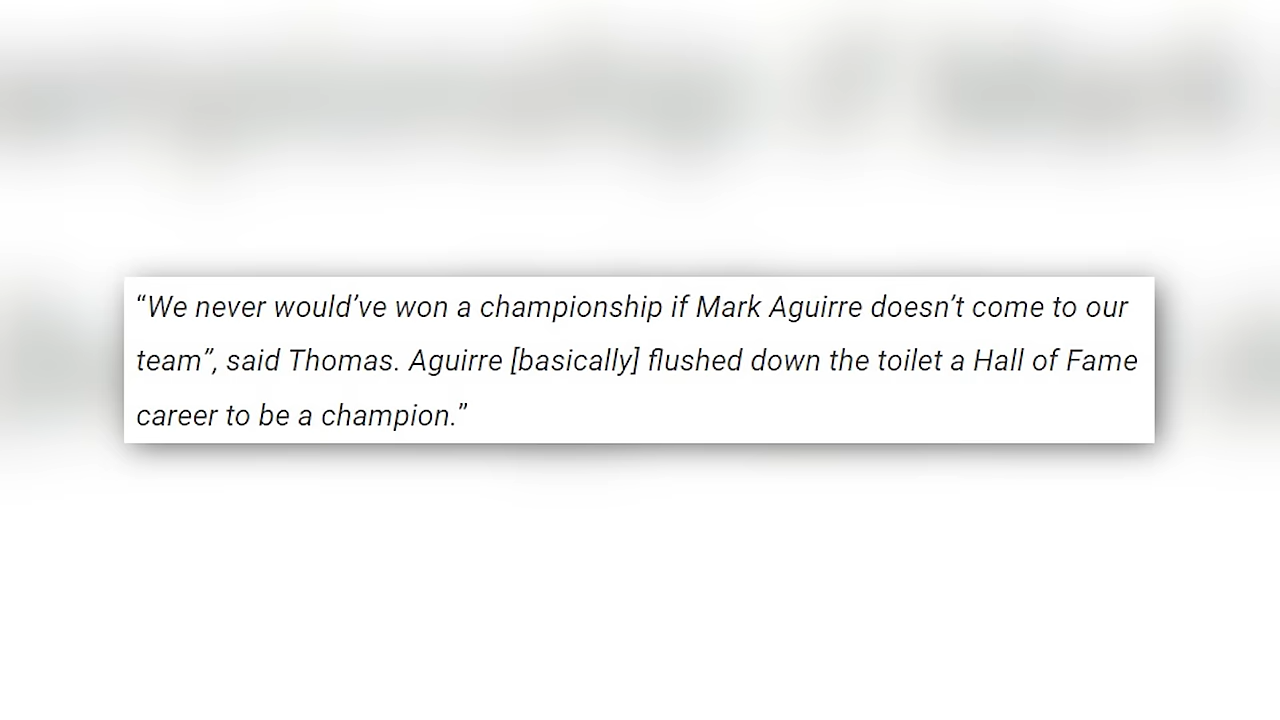 “We never would’ve won a championship if Mark Aguirre doesn’t come to our
team”, said Thomas. Aguirre [basically] flushed down the toilet a Hall of Fame
career to be a champion.”